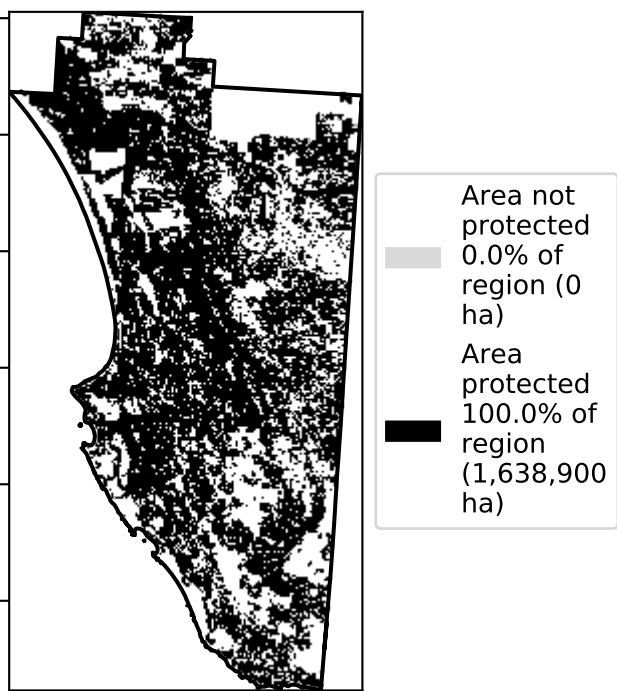 Area not
protected
0.0% of
region (0
ha)
Area
protected
100.0% of
region
(1,638,900
ha)